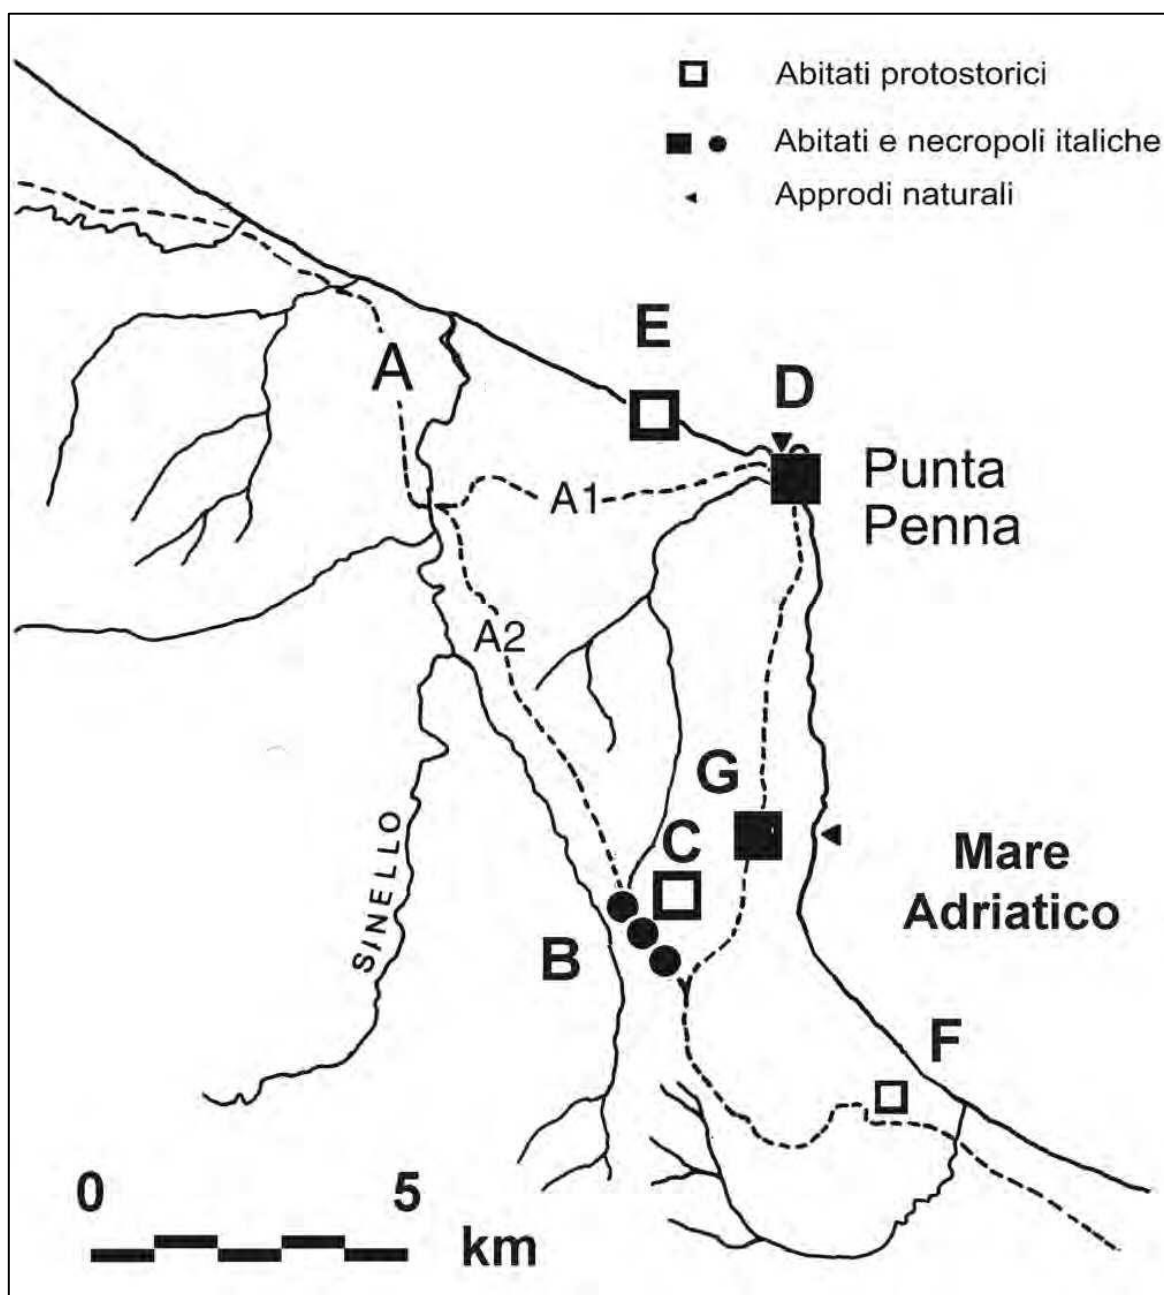 Abitati protostorici
Abitati e necropoli italiche
Approdi naturali
E
D
A
Punta
Penna
A1
A2
G
C
Mare
Adriatico
SINELLO
B
F
0 5
km